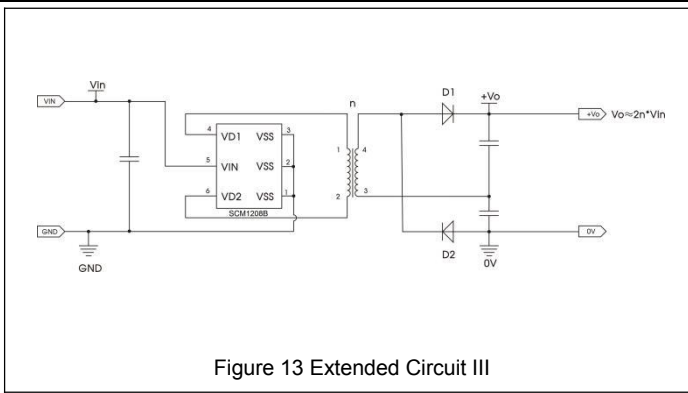 Vin
VIN
n
D1
+Vo
+Vo
Vo≈2n*VIn
4 VD1 VSS 3
5 VIN VSS 2
6 VD2 VSS 1
SCM1208B
1
4
2
3
GND
GND
D2
0V
0V
Figure 13 Extended Circuit III